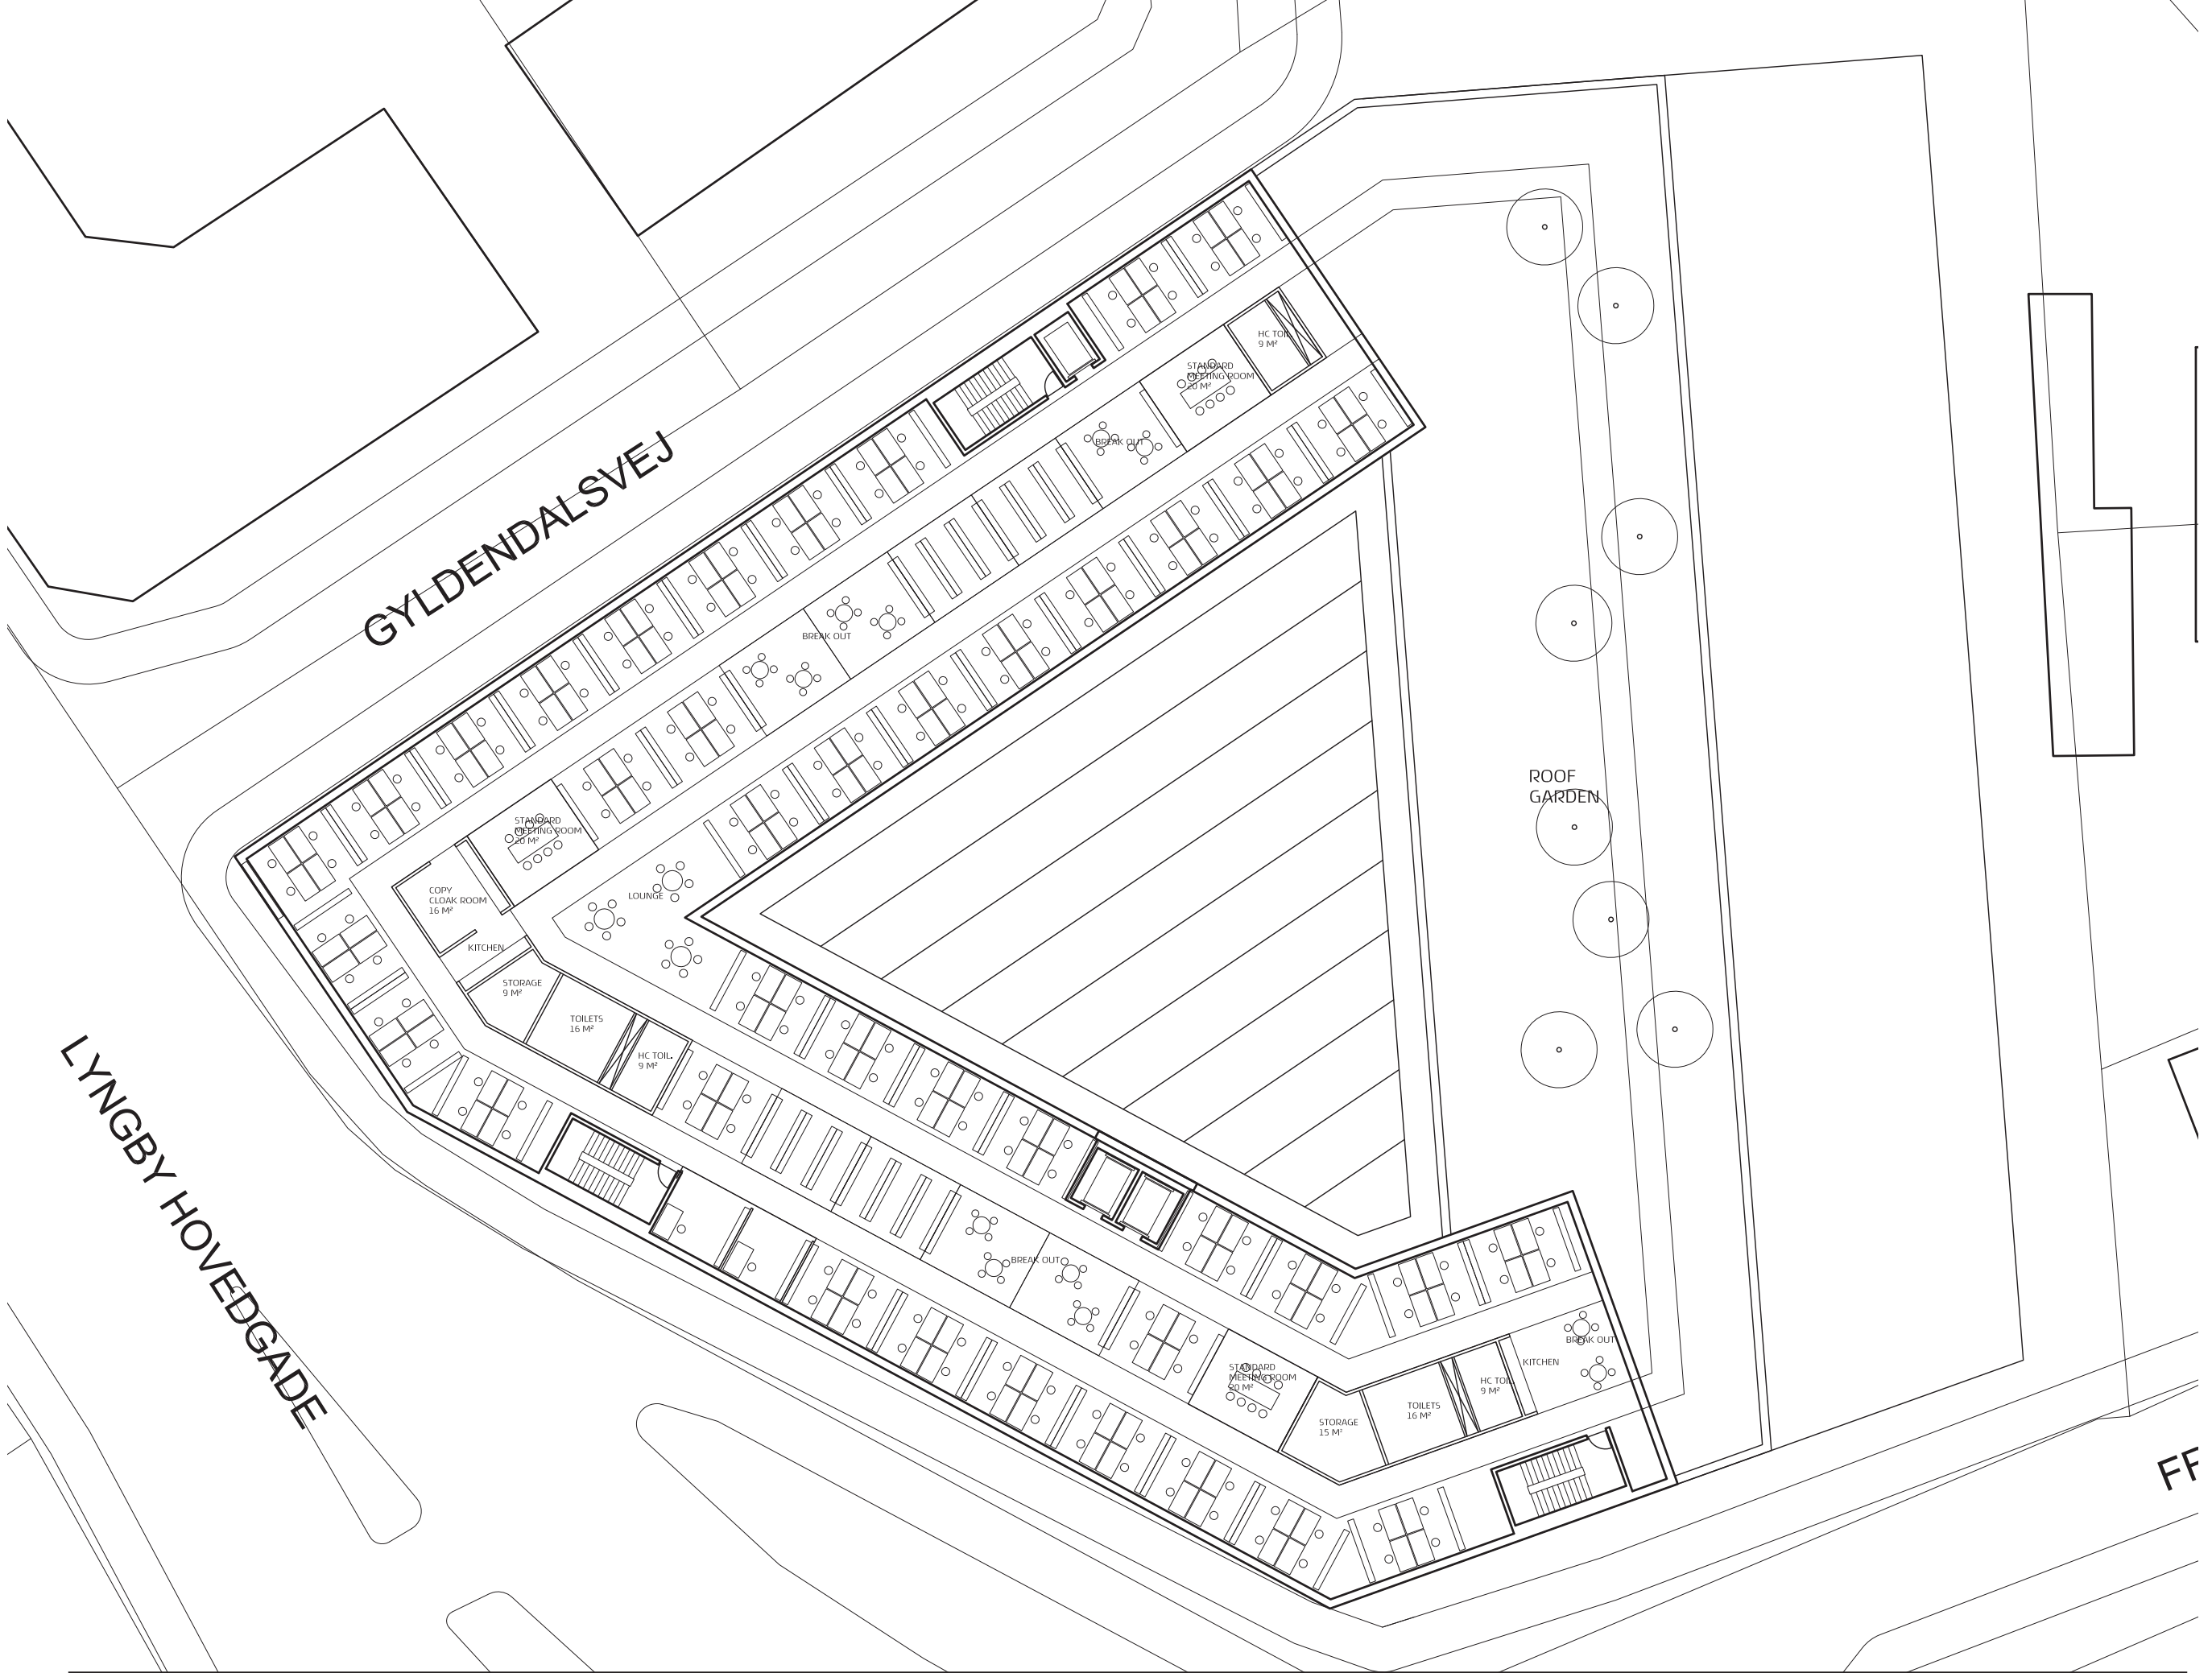 HC TOIL.
9 M²
STANDARD
MEETING ROOM
20 M²
BREAK OUT
GYLDENDALSVEJ
BREAK OUT
ROOF
GARDEN
STANDARD
MEETING ROOM
20 M²
COPY
CLOAK ROOM
16 M²
LOUNGE
KITCHEN
STORAGE
9 M²
TOILETS
16 M²
HC TOIL.
9 M²
LYNGBY HOVEDGADE
BREAK OUT
BREAK OUT
KITCHEN
STANDARD
MEETING ROOM
20 M²
HC TOIL.
9 M²
TOILETS
16 M²
STORAGE
15 M²